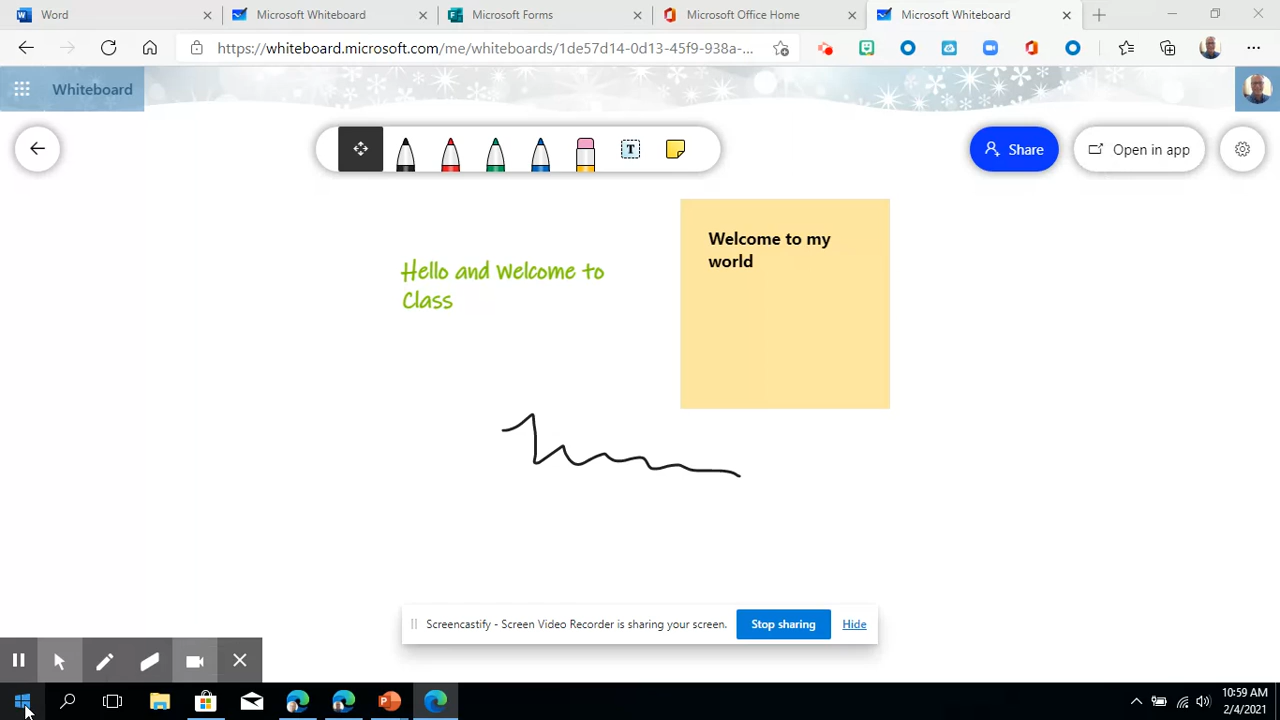 Word
Microsoft Whiteboard
Microsoft Forms
Microsoft Office Home
Microsoft Whiteboard
https://whiteboard.microsoft.com/me/whiteboards/1de57d14-0d13-45f9-938a-...
Whiteboard
T
Share
Open in app
Hello and Welcome to
Class
Welcome to my
world
Screencastify - Screen Video Recorder is sharing your screen.
Stop sharing
Hide
10:59 AM
2/4/2021